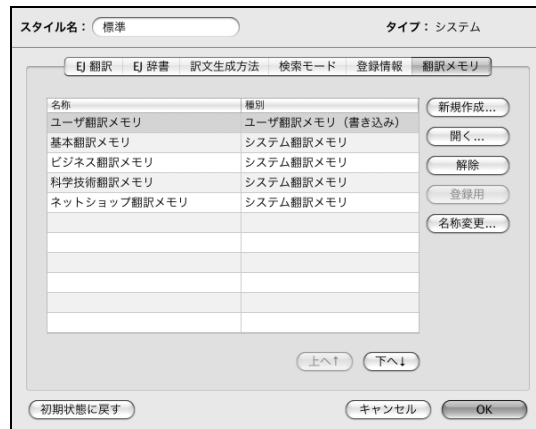 スタイル名： 標準 タイプ：システム
EJ 翻訳 EJ 辞書 訳文生成方法 検索モード 登録情報 翻訳メモリ
名称 種別
ユーザ翻訳メモリ ユーザ翻訳メモリ（書き込み）
基本翻訳メモリ システム翻訳メモリ
ビジネス翻訳メモリ システム翻訳メモリ
科学技術翻訳メモリ システム翻訳メモリ
ネットショップ翻訳メモリ システム翻訳メモリ
新規作成...
開く...
解除
登録用
名称変更...
上へ↑ 下へ↓
初期状態に戻す キャンセル OK